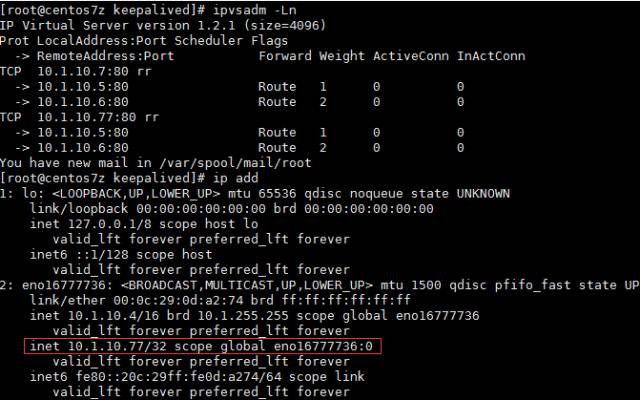 [root@centos7z keepalived]# ipvsadm -Ln
IP Virtual Server version 1.2.1 (size=4096)
Prot LocalAddress:Port Scheduler Flags
  -> RemoteAddress:Port           Forward Weight ActiveConn InActConn
TCP  10.1.10.7:80 rr
  -> 10.1.10.5:80                 Route   1      0          0
  -> 10.1.10.6:80                 Route   2      0          0
TCP  10.1.10.77:80 rr
  -> 10.1.10.5:80                 Route   1      0          0
  -> 10.1.10.6:80                 Route   2      0          0
You have new mail in /var/spool/mail/root
[root@centos7z keepalived]# ip add
1: lo: <LOOPBACK,UP,LOWER_UP> mtu 65536 qdisc noqueue state UNKNOWN
    link/loopback 00:00:00:00:00:00 brd 00:00:00:00:00:00
    inet 127.0.0.1/8 scope host lo
       valid_lft forever preferred_lft forever
    inet6 ::1/128 scope host
       valid_lft forever preferred_lft forever
2: eno16777736: <BROADCAST,MULTICAST,UP,LOWER_UP> mtu 1500 qdisc pfifo_fast state UP
    link/ether 00:0c:29:0d:a2:74 brd ff:ff:ff:ff:ff:ff
    inet 10.1.10.4/16 brd 10.1.255.255 scope global eno16777736
       valid_lft forever preferred_lft forever
    inet 10.1.10.77/32 scope global eno16777736:0
       valid_lft forever preferred_lft forever
    inet6 fe80::20c:29ff:fe0d:a274/64 scope link
       valid_lft forever preferred_lft forever